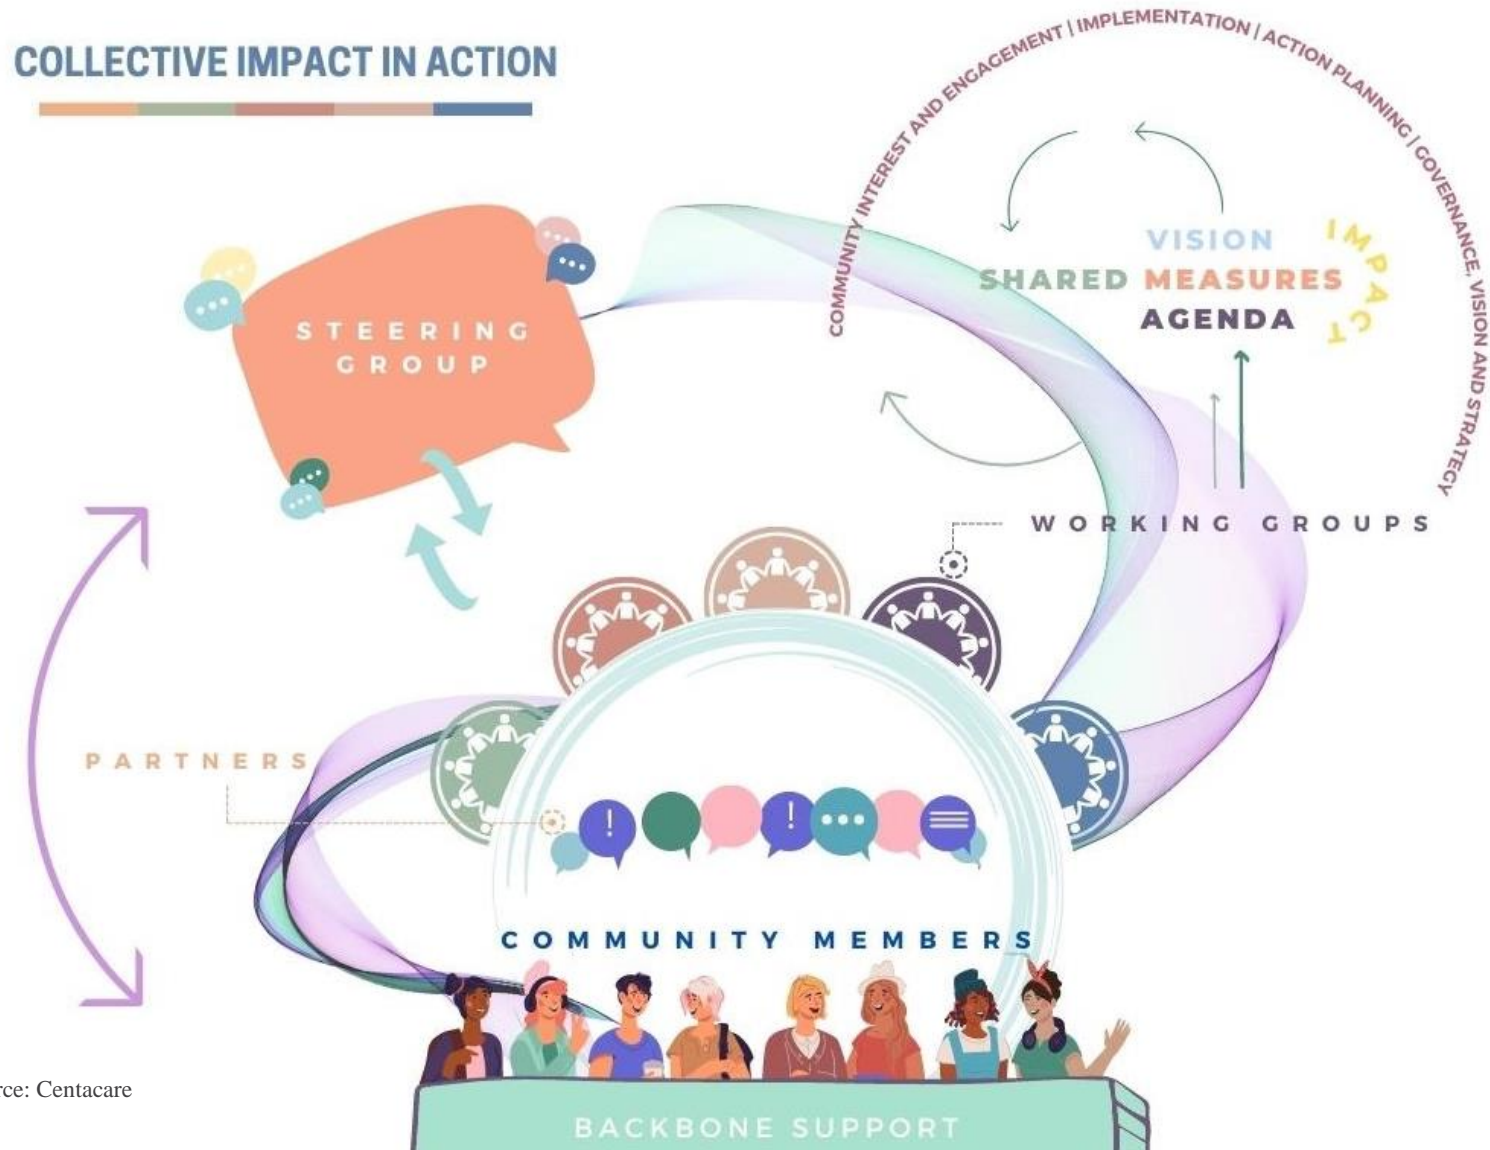 COLLECTIVE IMPACT IN ACTION
COMMUNITY INTEREST AND ENGAGEMENT | IMPLEMENTATION | ACTION PLANNING | GOVERNANCE, VISION AND STRATEGY
VISION
SHARED MEASURES
AGENDA
IMPACT
STEERING
GROUP
WORKING GROUPS
PARTNERS
! !
COMMUNITY MEMBERS
rce: Centacare
BACKBONE SUPPORT